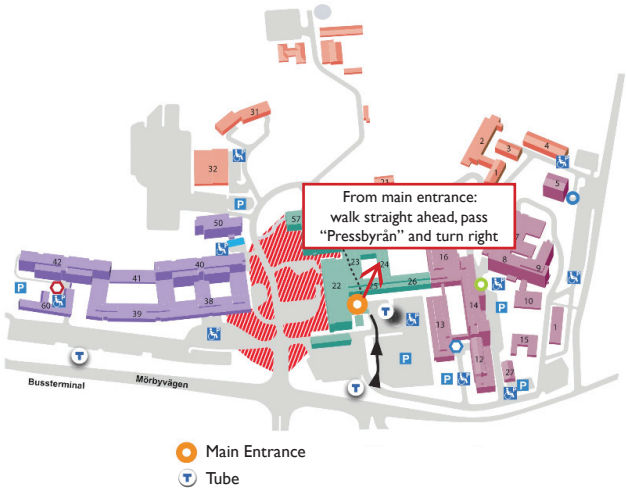 31
32
2
3
4
1
5
21
From main entrance:
walk straight ahead, pass
“Pressbyrån” and turn right
P
50
57
23
24
7
8
9
16
42
40
41
22
26
14
10
P
60
38
39
13
1
15
T
P
12
P
27
P
T
T
P
Bussterminal
Mörbyvägen
Main Entrance
T
Tube